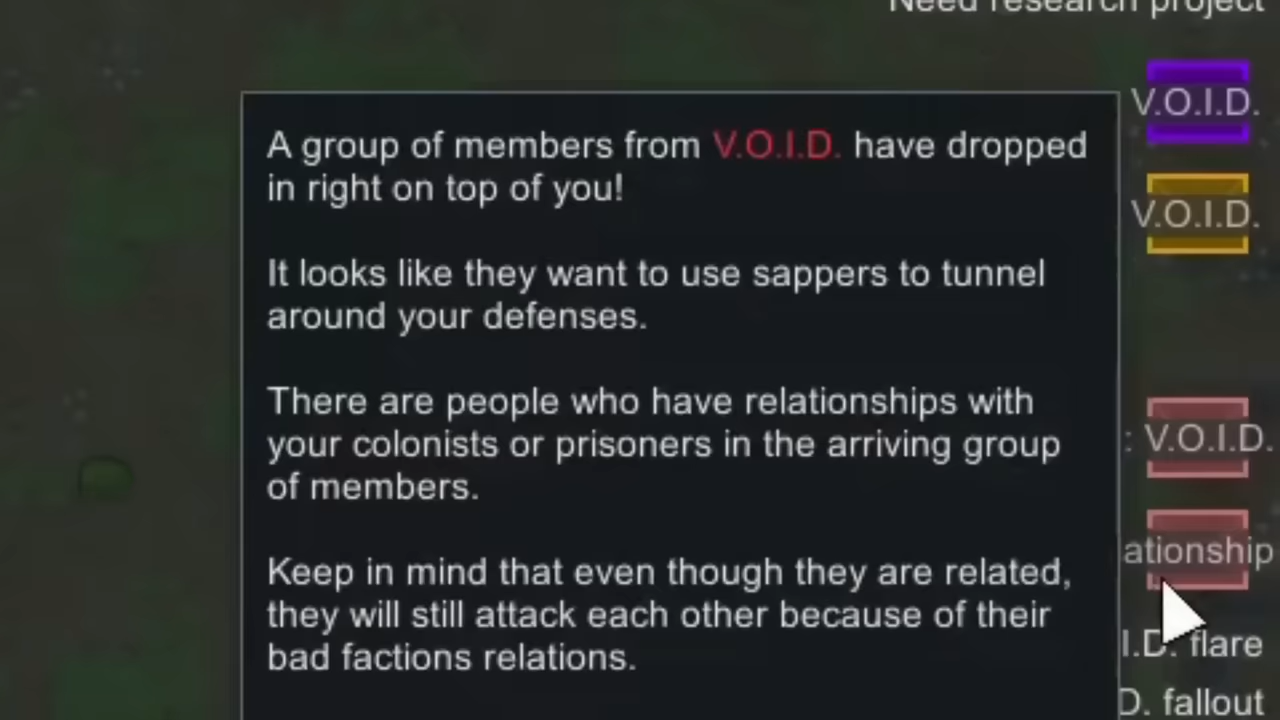 Need research project
V.O.I.D.
V.O.I.D.
A group of members from V.O.I.D. have dropped
in right on top of you!
It looks like they want to use sappers to tunnel
around your defenses.
There are people who have relationships with
your colonists or prisoners in the arriving group
of members.
Keep in mind that even though they are related,
they will still attack each other because of their
bad factions relations.
: V.O.I.D.
ationship
I.D. flare
D. fallout